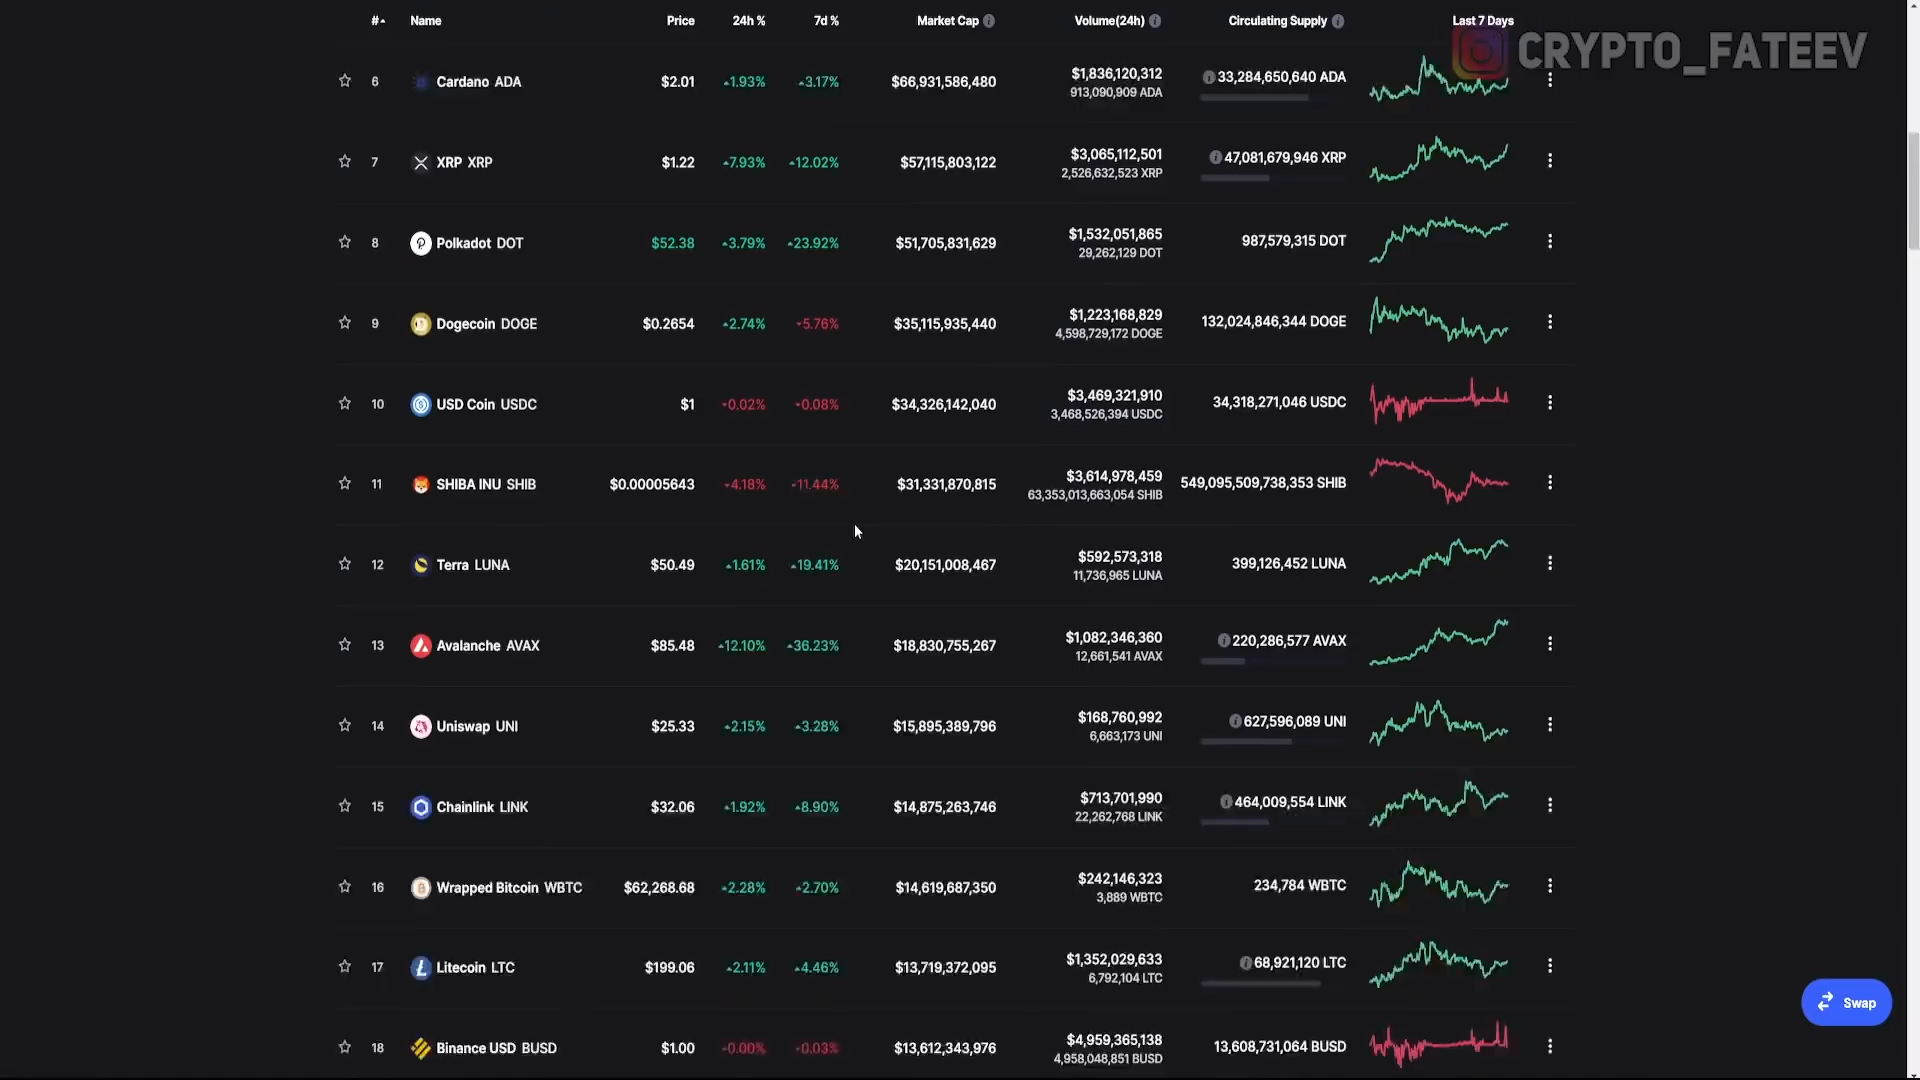 # Name Price 24h % 7d % Market Cap Volume(24h) Circulating Supply Last 7 Days
CRYPTO_FATEEV
6 Cardano ADA $2.01 1.93% 3.17% $66,931,586,480 $1,836,120,312 33,284,650,640 ADA
913,090,909 ADA
7 XRP XRP $1.22 7.93% 12.02% $57,115,803,122 $3,065,112,501 47,081,679,946 XRP
2,526,632,523 XRP
8 Polkadot DOT $52.38 3.79% 23.92% $51,705,831,629 $1,532,051,865 987,579,315 DOT
29,262,129 DOT
9 Dogecoin DOGE $0.2654 2.74% 5.76% $35,115,935,440 $1,223,168,829 132,024,846,344 DOGE
4,598,729,172 DOGE
10 USD Coin USDC $1 0.02% 0.08% $34,326,142,040 $3,469,321,910 34,318,271,046 USDC
3,468,526,394 USDC
11 SHIBA INU SHIB $0.00005643 4.18% 11.44% $31,331,870,815 $3,614,978,459 549,095,509,738,353 SHIB
63,353,013,663,054 SHIB
12 Terra LUNA $50.49 1.61% 19.41% $20,151,008,467 $592,573,318 399,126,452 LUNA
11,736,965 LUNA
13 Avalanche AVAX $85.48 12.10% 36.23% $18,830,755,267 $1,082,346,360 220,286,577 AVAX
12,661,541 AVAX
14 Uniswap UNI $25.33 2.15% 3.28% $15,895,389,796 $168,760,992 627,596,089 UNI
6,663,173 UNI
15 Chainlink LINK $32.06 1.92% 8.90% $14,875,263,746 $713,701,990 464,009,554 LINK
22,262,768 LINK
16 Wrapped Bitcoin WBTC $62,268.68 2.28% 2.70% $14,619,687,350 $242,146,323 234,784 WBTC
3,889 WBTC
17 Litecoin LTC $199.06 2.11% 4.46% $13,719,372,095 $1,352,029,633 68,921,120 LTC
6,792,104 LTC
Swap
18 Binance USD BUSD $1.00 0.00% 0.03% $13,612,343,976 $4,959,365,138 13,608,731,064 BUSD
4,958,048,851 BUSD